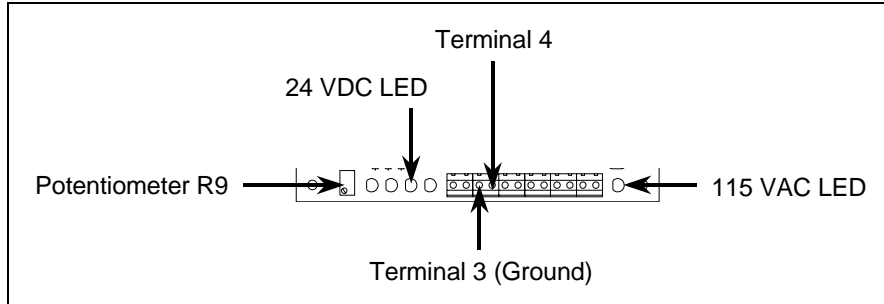 Terminal 4
24 VDC LED
Potentiometer R9
115 VAC LED
Terminal 3 (Ground)